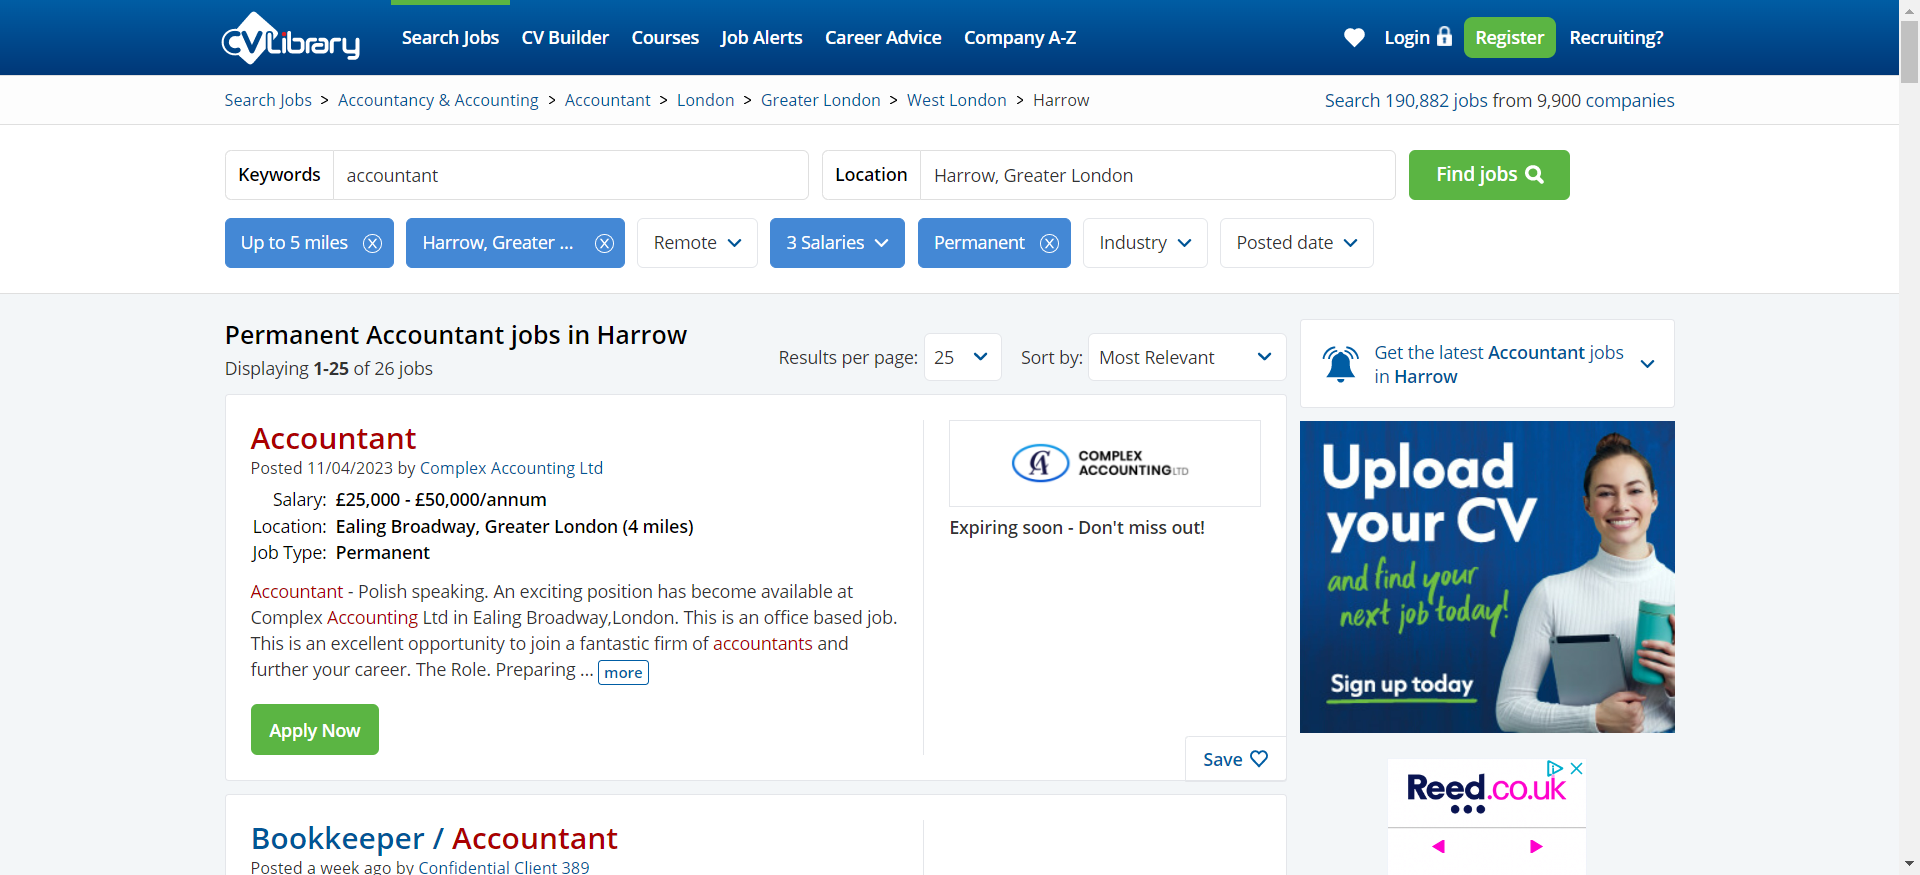 CVLibrary
Search Jobs CV Builder Courses Job Alerts Career Advice Company A-Z Login Register Recruiting?
Search Jobs > Accountancy & Accounting > Accountant > London > Greater London > West London > Harrow
Search 190,882 jobs from 9,900 companies
Keywords accountant
Location Harrow, Greater London
Find jobs
Up to 5 miles Harrow, Greater ... Remote 3 Salaries Permanent Industry Posted date
Permanent Accountant jobs in Harrow
Displaying 1-25 of 26 jobs
Results per page: 25 Sort by: Most Relevant
Accountant
Posted 11/04/2023 by Complex Accounting Ltd
Salary: £25,000 - £50,000/annum
Location: Ealing Broadway, Greater London (4 miles)
Job Type: Permanent
Accountant - Polish speaking. An exciting position has become available at
Complex Accounting Ltd in Ealing Broadway,London. This is an office based job.
This is an excellent opportunity to join a fantastic firm of accountants and
further your career. The Role. Preparing ... more
Apply Now
CA COMPLEX
ACCOUNTING LTD
Expiring soon - Don't miss out!
Save
Bookkeeper / Accountant
Posted a week ago by Confidential Client 389
Get the latest Accountant jobs
in Harrow
Upload
your CV
and find your
next job today!
Sign up today
Reed.co.uk